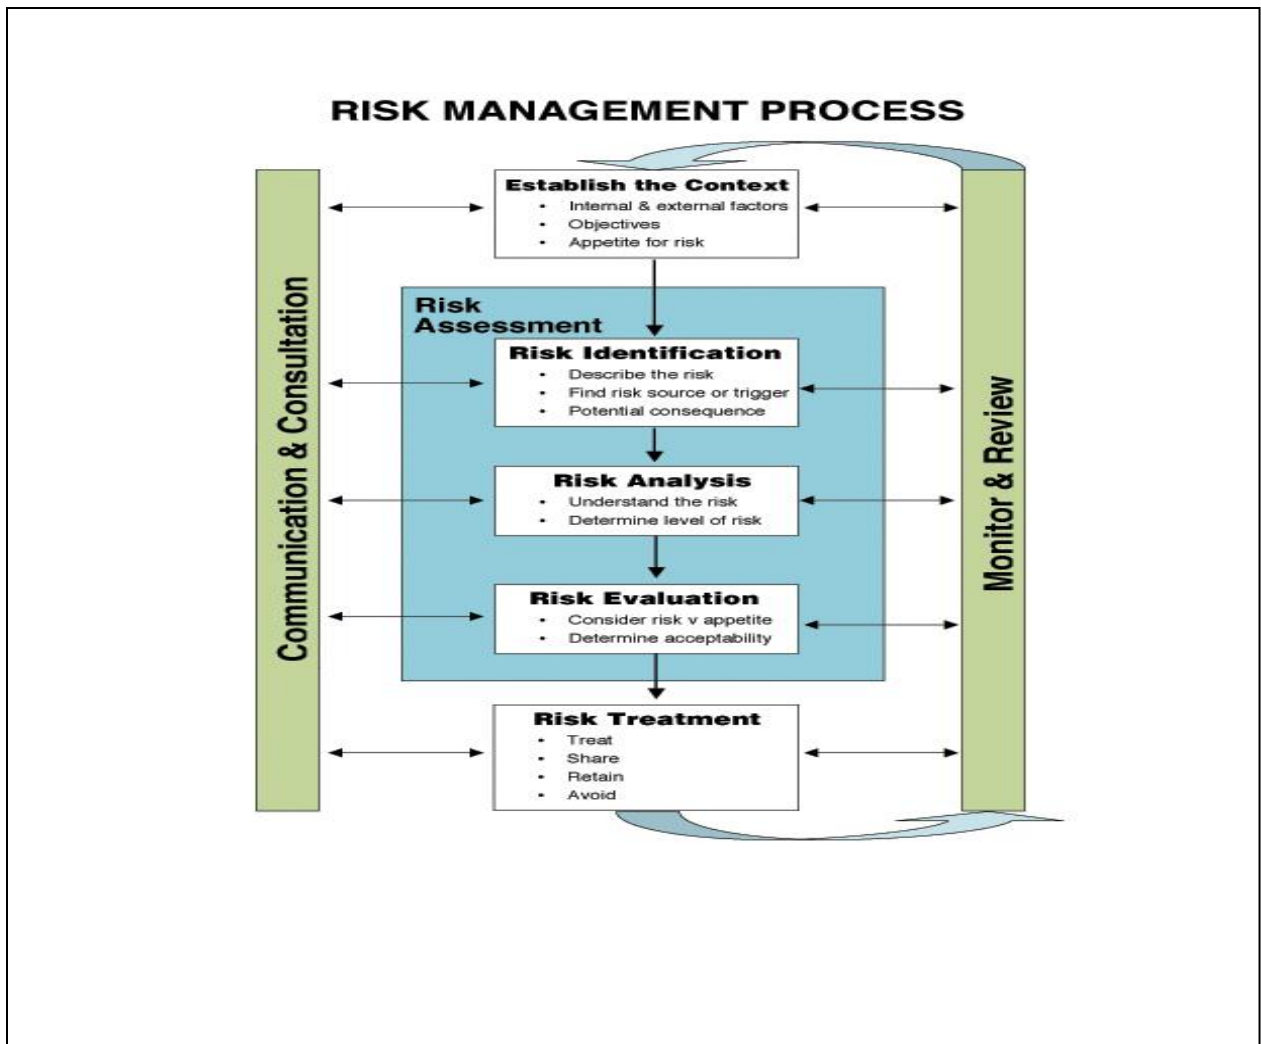 RISK MANAGEMENT PROCESS
Communication & Consultation
Establish the Context
• Internal & external factors
• Objectives
• Appetite for risk
Risk
Assessment
Risk Identification
• Describe the risk
• Find risk source or trigger
• Potential consequence
Risk Analysis
• Understand the risk
• Determine level of risk
Risk Evaluation
• Consider risk v appetite
• Determine acceptability
Risk Treatment
• Treat
• Share
• Retain
• Avoid
Monitor & Review